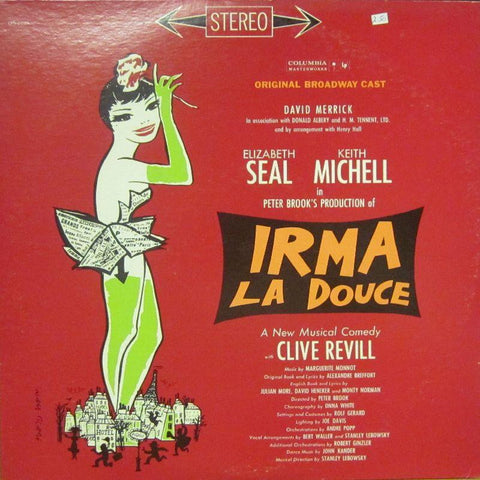 STEREO
COLUMBIA
MASTERWORKS
ORIGINAL BROADWAY CAST
DAVID MERRICK
In association with DONALD ALBERY and H. M. TENNENT, LTD.
and by arrangement with Henry Hall
ELIZABETH KEITH
SEAL MICHELL
in
PETER BROOK'S PRODUCTION of
IRMA
LA DOUCE
A New Musical Comedy
with CLIVE REVILL
Music by MARGUERITE MONNOT
Original Book and Lyrics by ALEXANDRE BREFFORT
English Book and Lyrics by
JULIAN MORE, DAVID HENEKER and MONTY NORMAN
Directed by PETER BROOK
Choreography by ONNA WHITE
Settings and Costumes by ROLF GERARD
Lighting by JOE DAVIS
Orchestrations by ANDRE POPP
Vocal Arrangements by BERT WALLER and STANLEY LEBOWSKY
Additional Orchestrations by ROBERT GINZLER
Dance Music by JOHN KANDER
Musical Direction by STANLEY LEBOWSKY